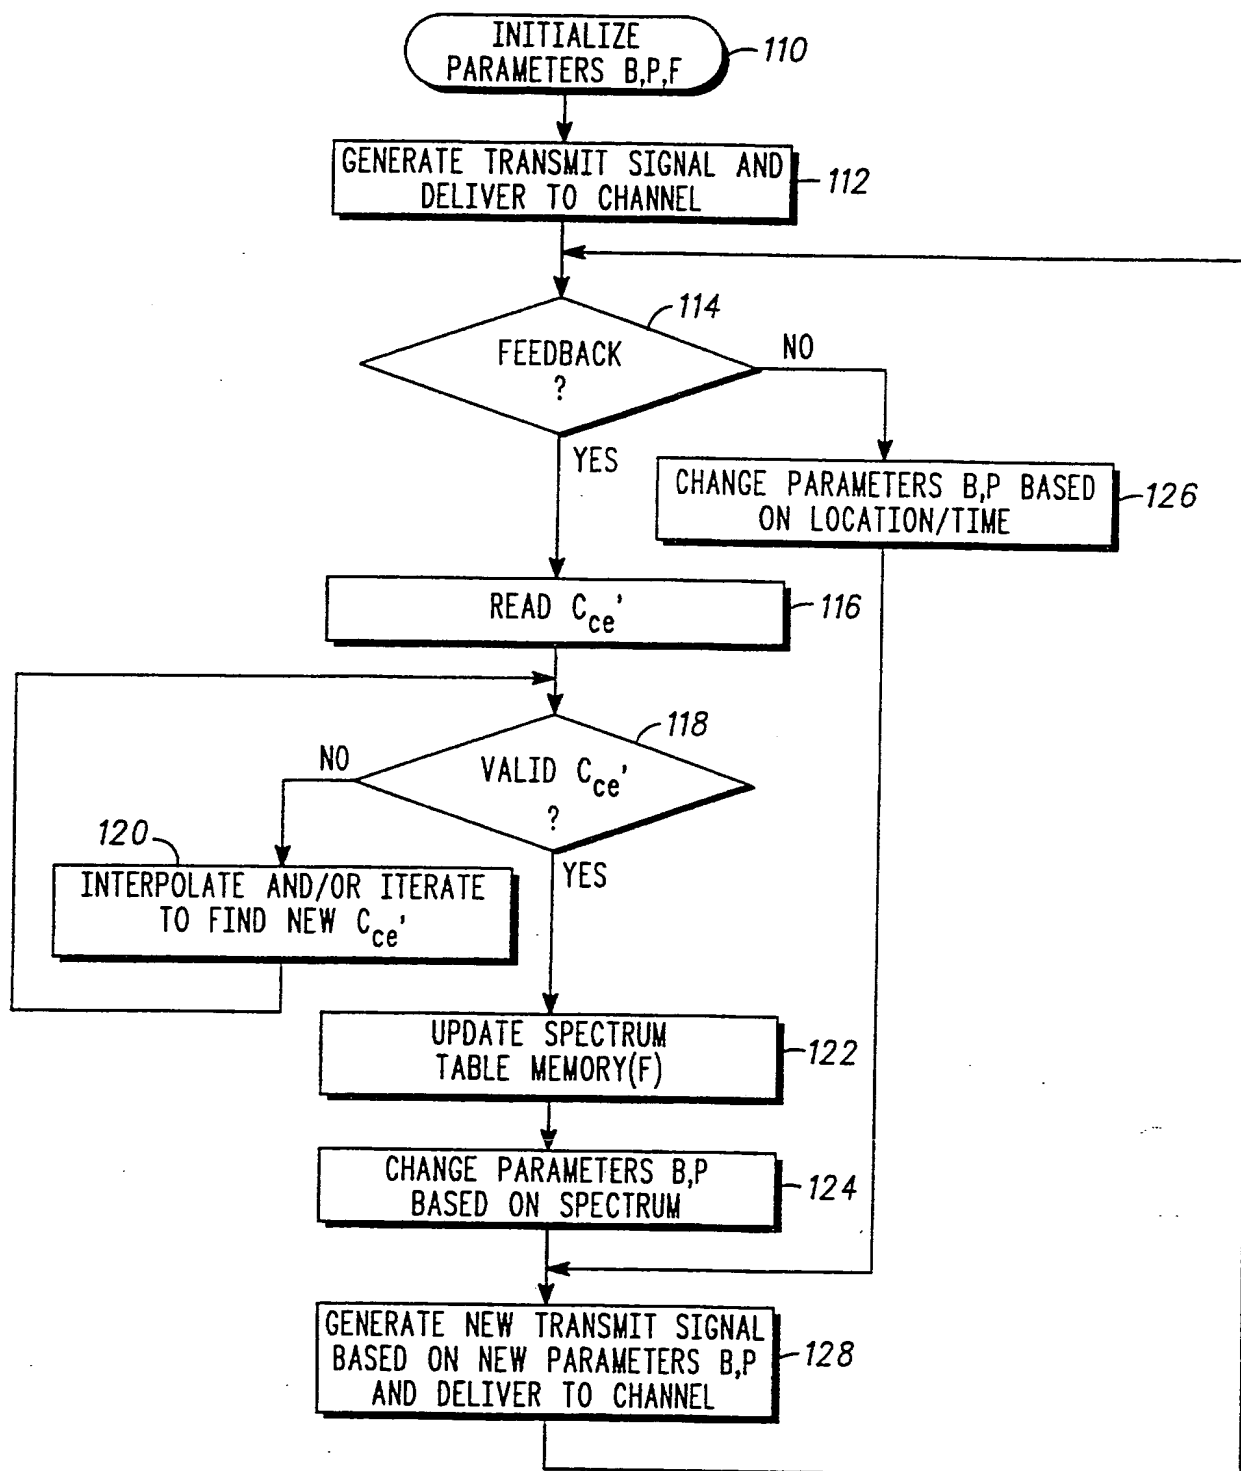 INITIALIZE
PARAMETERS B,P,F
110
GENERATE TRANSMIT SIGNAL AND
DELIVER TO CHANNEL
112
114
FEEDBACK
?
NO
YES
CHANGE PARAMETERS B,P BASED
ON LOCATION/TIME
126
READ Cce'
116
118
VALID Cce'
?
NO
YES
120
INTERPOLATE AND/OR ITERATE
TO FIND NEW Cce'
UPDATE SPECTRUM
TABLE MEMORY(F)
122
CHANGE PARAMETERS B,P
BASED ON SPECTRUM
124
GENERATE NEW TRANSMIT SIGNAL
BASED ON NEW PARAMETERS B,P
AND DELIVER TO CHANNEL
128